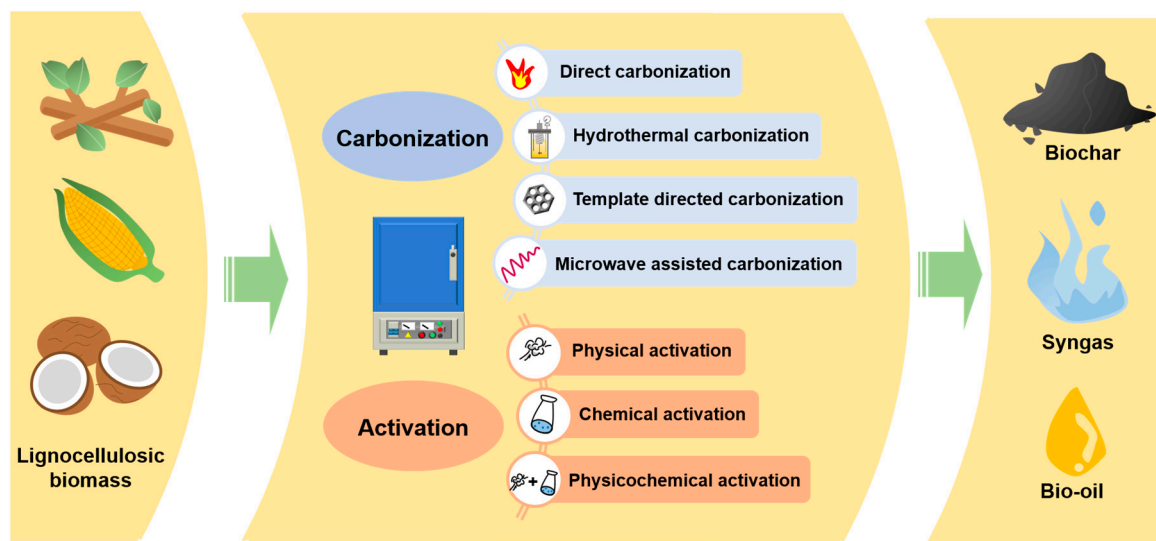 Lignocellulosic
biomass
Carbonization
Direct carbonization
Hydrothermal carbonization
Template directed carbonization
Microwave assisted carbonization
Activation
Physical activation
Chemical activation
Physicochemical activation
Biochar
Syngas
Bio-oil